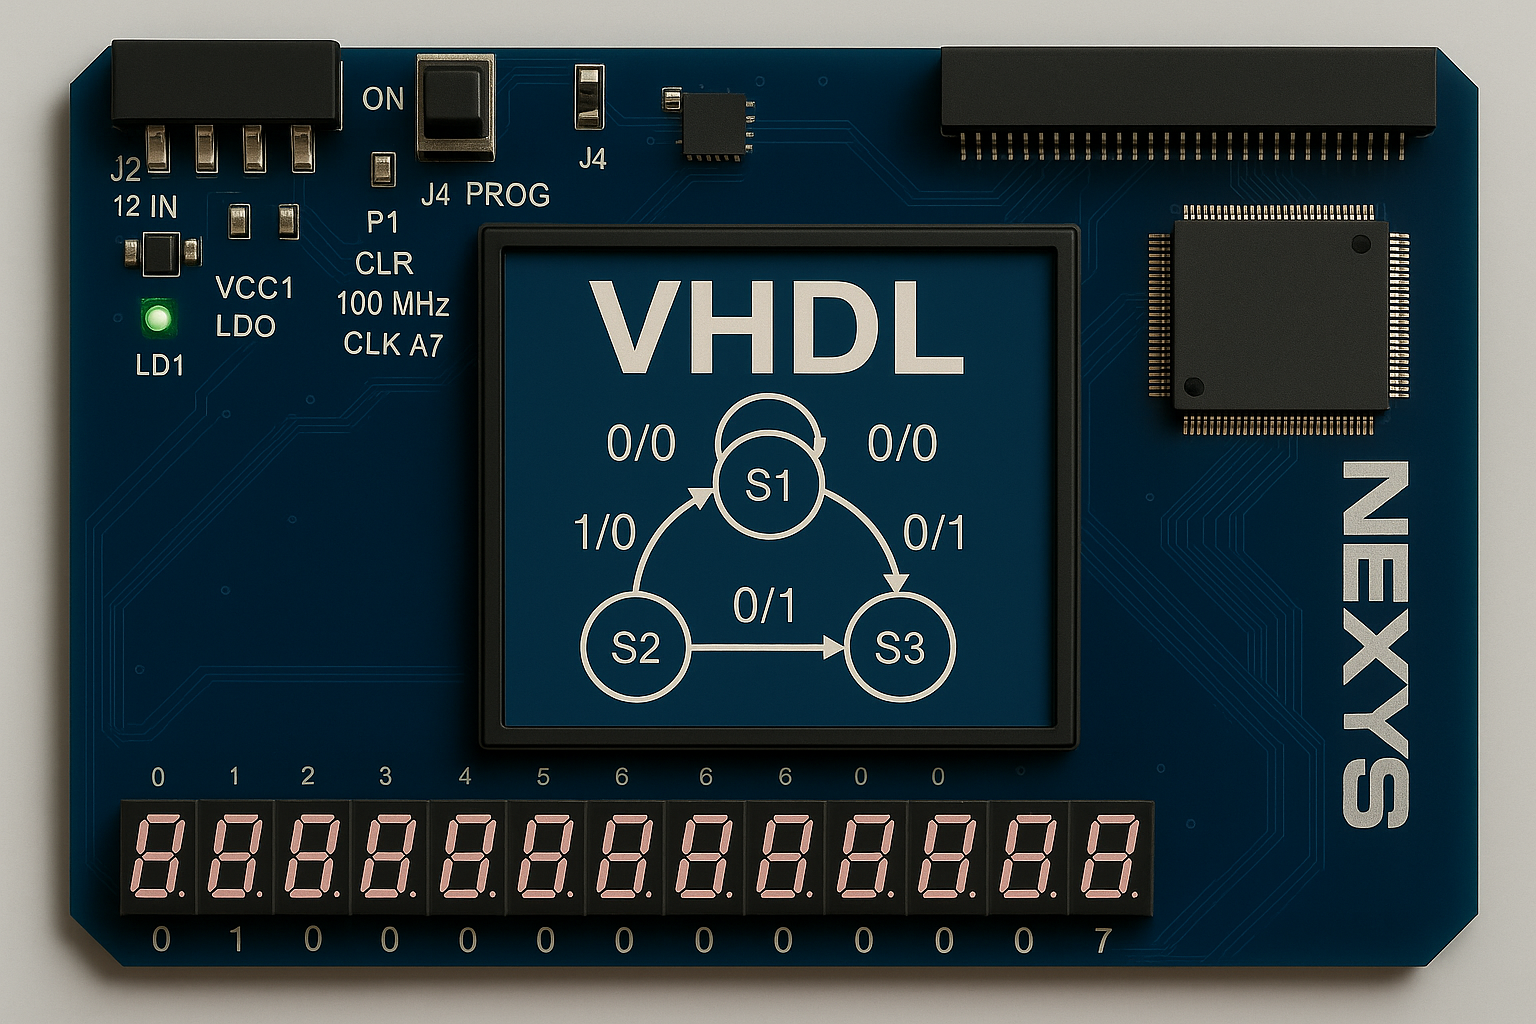 ON
J4
J2
12 IN
J4 PROG
P1
CLR
VCC1
100 MHz
LDO
CLK A7
LD1
VHDL
0/0 0/0
S1
1/0 0/1
0/1
S2 S3
NEXYS
0 1 2 3 4 5 6 6 6 0 0
0 1 0 0 0 0 0 0 0 0 0 0 7